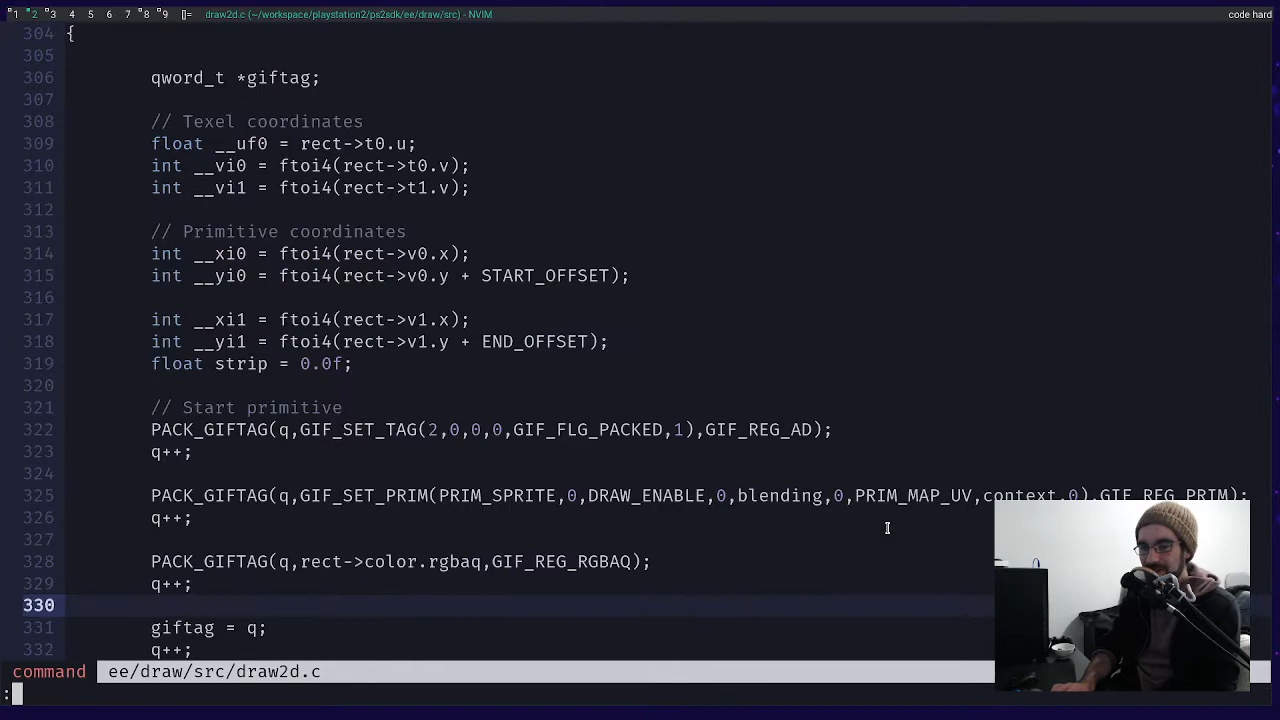 1 2 3 4 5 6 7 8 9 []= draw2d.c (~/workspace/playstation2/ps2sdk/ee/draw/src) - NVIM code hard
304 {
305
306 qword_t *giftag;
307
308 // Texel coordinates
309 float __uf0 = rect->t0.u;
310 int __vi0 = ftoi4(rect->t0.v);
311 int __vi1 = ftoi4(rect->t1.v);
312
313 // Primitive coordinates
314 int __xi0 = ftoi4(rect->v0.x);
315 int __yi0 = ftoi4(rect->v0.y + START_OFFSET);
316
317 int __xi1 = ftoi4(rect->v1.x);
318 int __yi1 = ftoi4(rect->v1.y + END_OFFSET);
319 float strip = 0.0f;
320
321 // Start primitive
322 PACK_GIFTAG(q,GIF_SET_TAG(2,0,0,0,GIF_FLG_PACKED,1),GIF_REG_AD);
323 q++;
324
325 PACK_GIFTAG(q,GIF_SET_PRIM(PRIM_SPRITE,0,DRAW_ENABLE,0,blending,0,PRIM_MAP_UV,context,0),GIF_REG_PRIM);
326 q++;
327
328 PACK_GIFTAG(q,rect->color.rgbaq,GIF_REG_RGBAQ);
329 q++;
330
331 giftag = q;
332 q++;
command ee/draw/src/draw2d.c
: